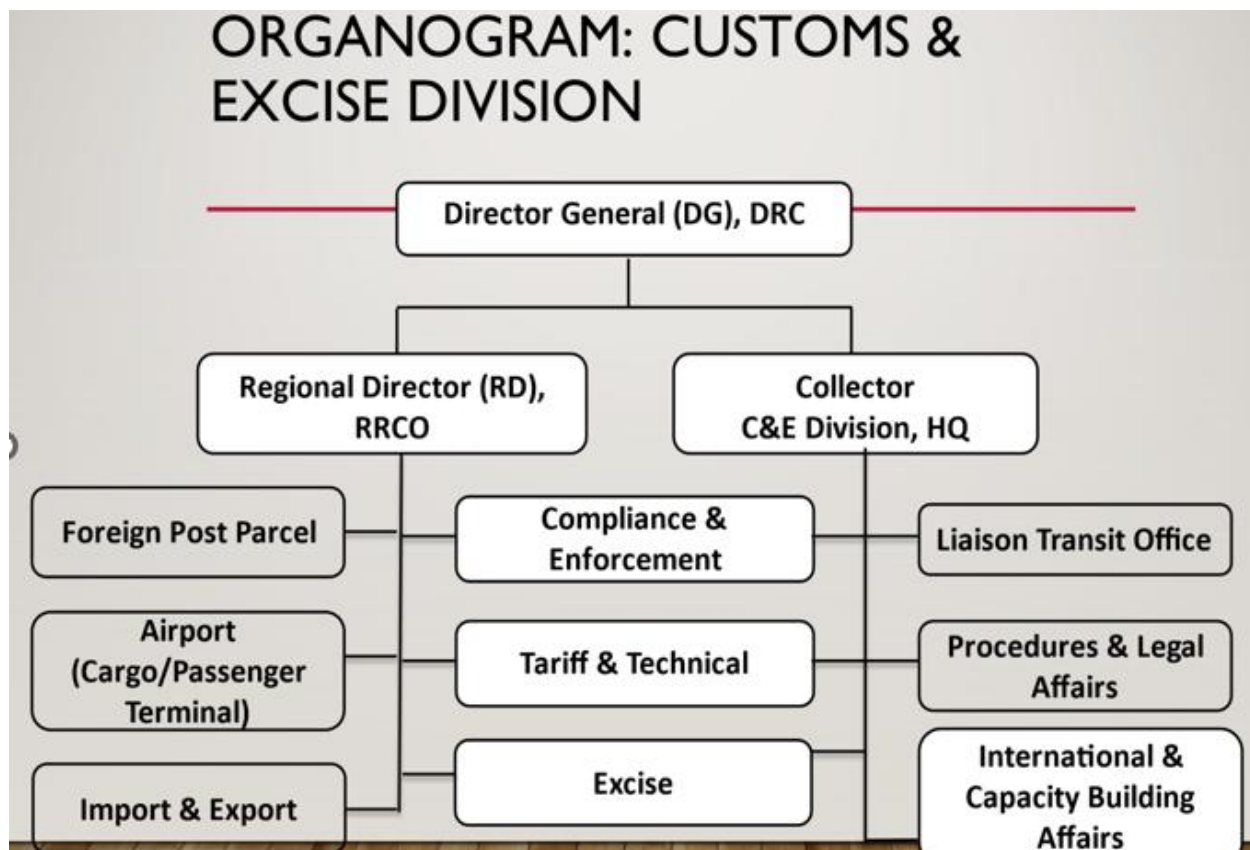 ORGANOGRAM: CUSTOMS &
EXCISE DIVISION
Director General (DG), DRC
Regional Director (RD),
RRCO
Collector
C&E Division, HQ
Foreign Post Parcel
Compliance &
Enforcement
Liaison Transit Office
Airport
(Cargo/Passenger
Terminal)
Tariff & Technical
Procedures & Legal
Affairs
Import & Export
Excise
International &
Capacity Building
Affairs